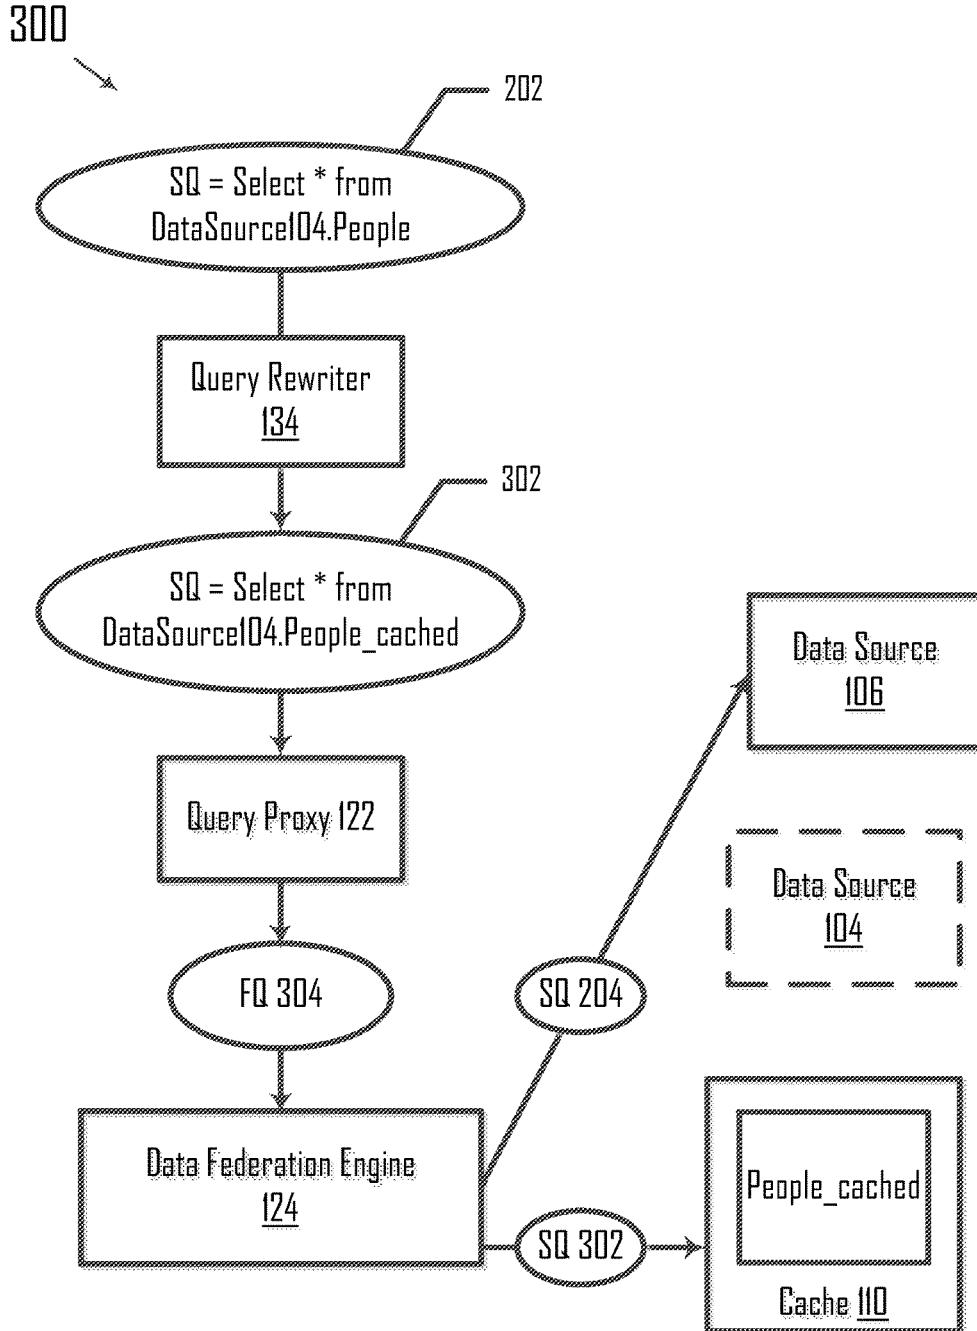 300
202
SQ = Select * from
DataSource104.People
Query Rewriter
134
302
SQ = Select * from
DataSource104.People_cached
Data Source
106
Query Proxy 122
Data Source
104
FQ 304
SQ 204
Data Federation Engine
124
People_cached
SQ 302
Cache 110